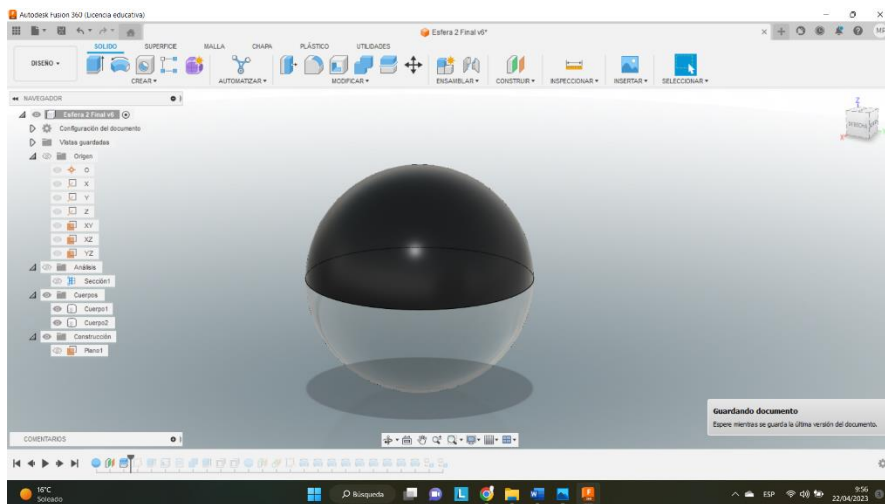 Autodesk Fusion 360 (Licencia educativa)
Esfera 2 Final v6*
SOLIDO SUPERFICIE MALLA CHAPA PLÁSTICO UTILIDADES
DISEÑO
CREAR AUTOMATIZAR MODIFICAR ENSAMBLAR CONSTRUIR INSPECCIONAR INSERTAR SELECCIONAR
NAVEGADOR
Esfera 2 Final v6
Configuración del documento
Vistas guardadas
Origen
O
X
Y
Z
XY
XZ
YZ
Análisis
Sección1
Cuerpos
Cuerpo1
Cuerpo2
Construcción
Plano1
Z
Guardando documento
Espere mientras se guarda la última versión del documento.
COMENTARIOS
16°C
Soleado
Búsqueda
ESP
9:56
22/04/2023